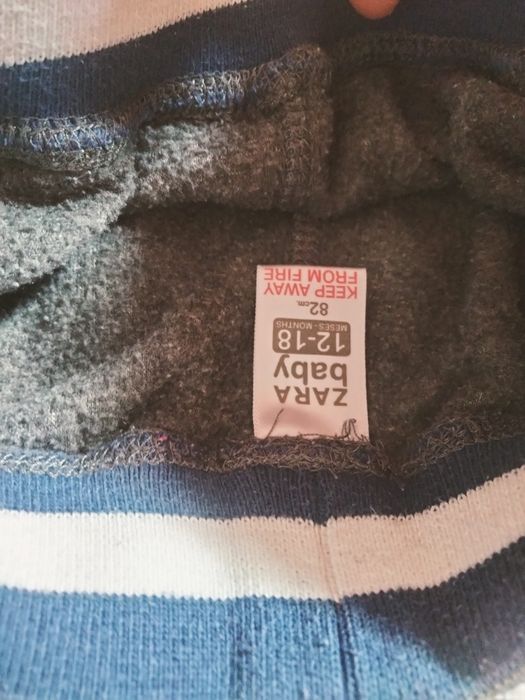 ZARA
baby
12-18
MESES-MONTHS
82cm.
KEEP AWAY
FROM FIRE